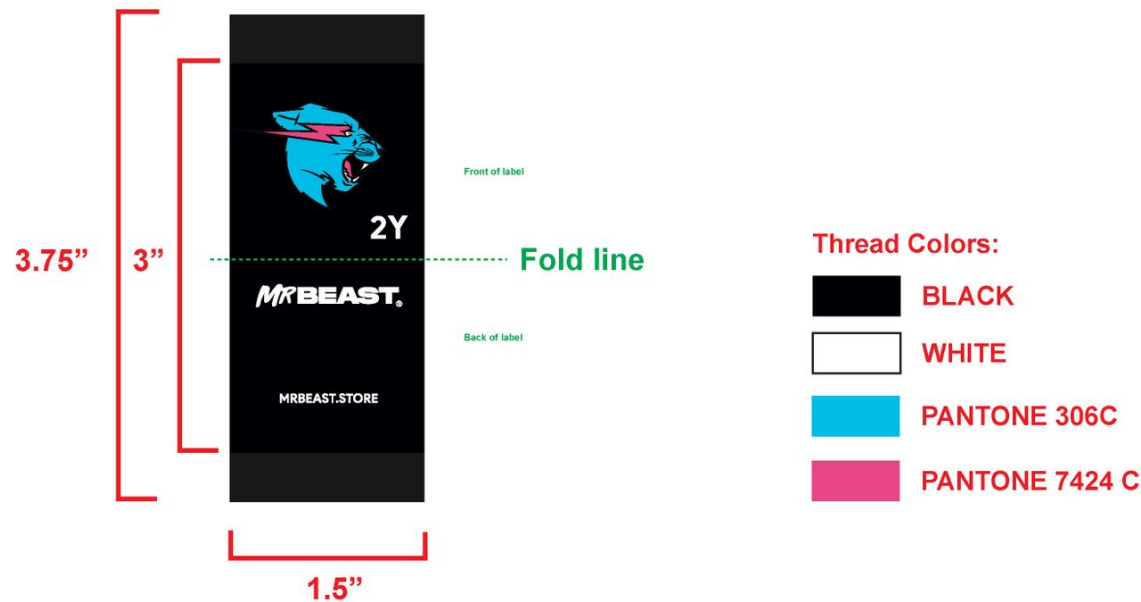 3.75”
3”
Front of label
2Y
Fold line
MRBEAST®
Back of label
MRBEAST.STORE
1.5”
Thread Colors:
BLACK
WHITE
PANTONE 306C
PANTONE 7424 C